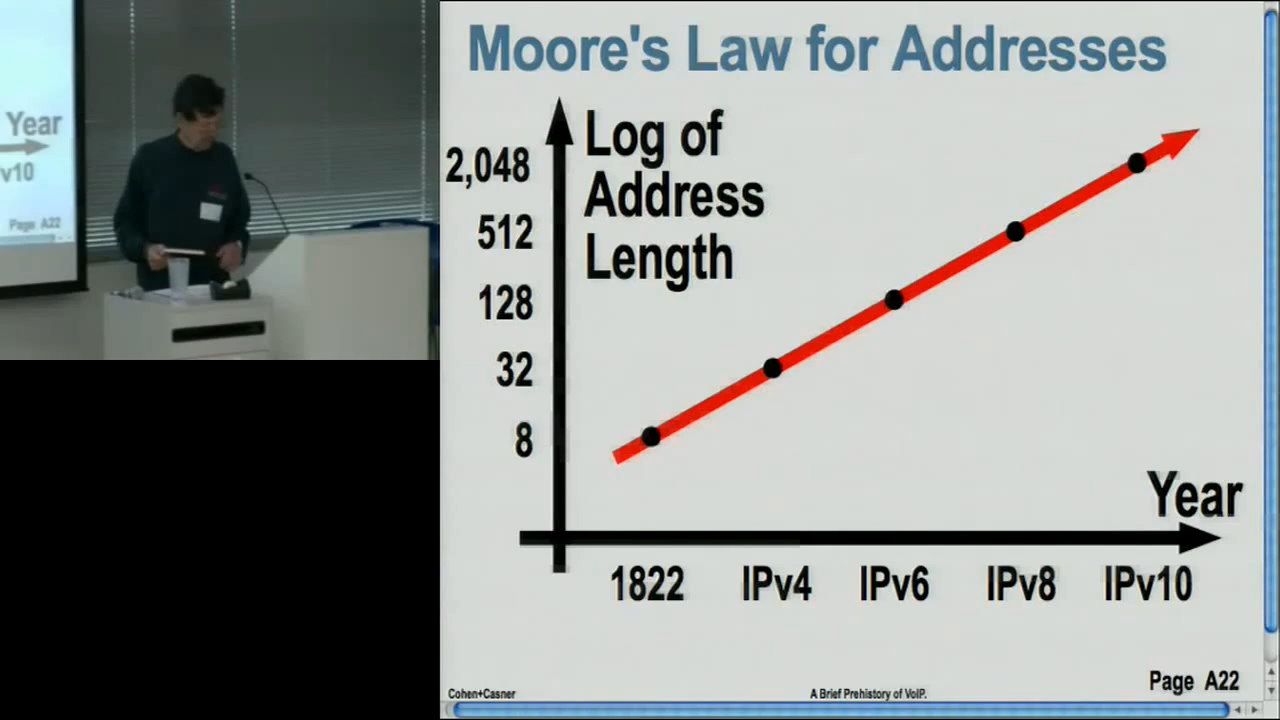 Moore's Law for Addresses
Log of
Address
Length
2,048
512
128
32
8
Year
1822 IPv4 IPv6 IPv8 IPv10
Page A22
Cohen+Casner
A Brief Prehistory of VoIP.
Year
v10
Page A22